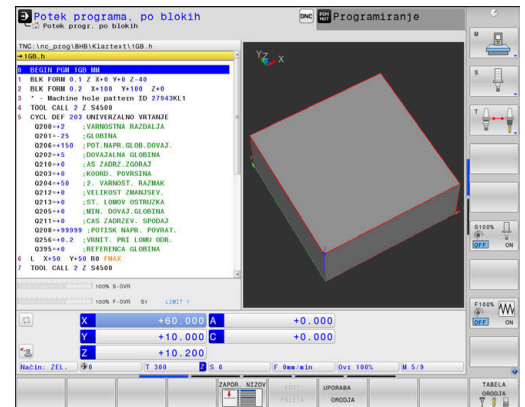 Potek programa, po blokih
Potek progr. po blokih
DNC
Programiranje
TNC:\nc_prog\BHB\Klartext\1GB.h
→1GB.h
0 BEGIN PGM 1GB MM
1 BLK FORM 0.1 Z X+0 Y+0 Z-40
2 BLK FORM 0.2 X+100 Y+100 Z+0
3 * - Machine hole pattern ID 27943KL1
4 TOOL CALL 2 Z S4500
5 CYCL DEF 203 UNIVERZALNO VRTANJE
Q200=+2 ;VARNOSTNA RAZDALJA
Q201=-25 ;GLOBINA
Q206=+150 ;POT.NAPR.GLOB.DOVAJ.
Q202=+5 ;DOVAJALNA GLOBINA
Q210=+0 ;AS ZADRZ.ZGORAJ
Q203=+0 ;KOORD. POVRSINA
Q204=+50 ;2. VARNOST. RAZMAK
Q212=+0 ;VELIKOST ZMANJSEV.
Q213=+0 ;ST. LOMOV OSTRUZKA
Q205=+0 ;MIN. DOVAJ.GLOBINA
Q211=+0 ;CAS ZADRZEV. SPODAJ
Q208=+99999 ;POTISK NAPR. POVRAT.
Q256=+0.2 ;VRNIT. PRI LOMU ODR.
Q395=+0 ;REFERENCA GLOBINA
6 L X+50 Y+50 R0 FMAX
7 TOOL CALL 2 Z S4500
Y Z X
100% S-OVR
100% F-OVR S1 LIMIT 1
X +60.000 A +0.000
Y +10.000 C +0.000
Z +10.200
Način: ŽEL. 0 T 300 Z S 0 F 0mm/min Ovr 100% M 5/9
M
S
T
S100%
OFF ON
F100%
OFF ON
ZAPOR. NIZOV
UPORABA
ORODJA
TABELA
ORODJA